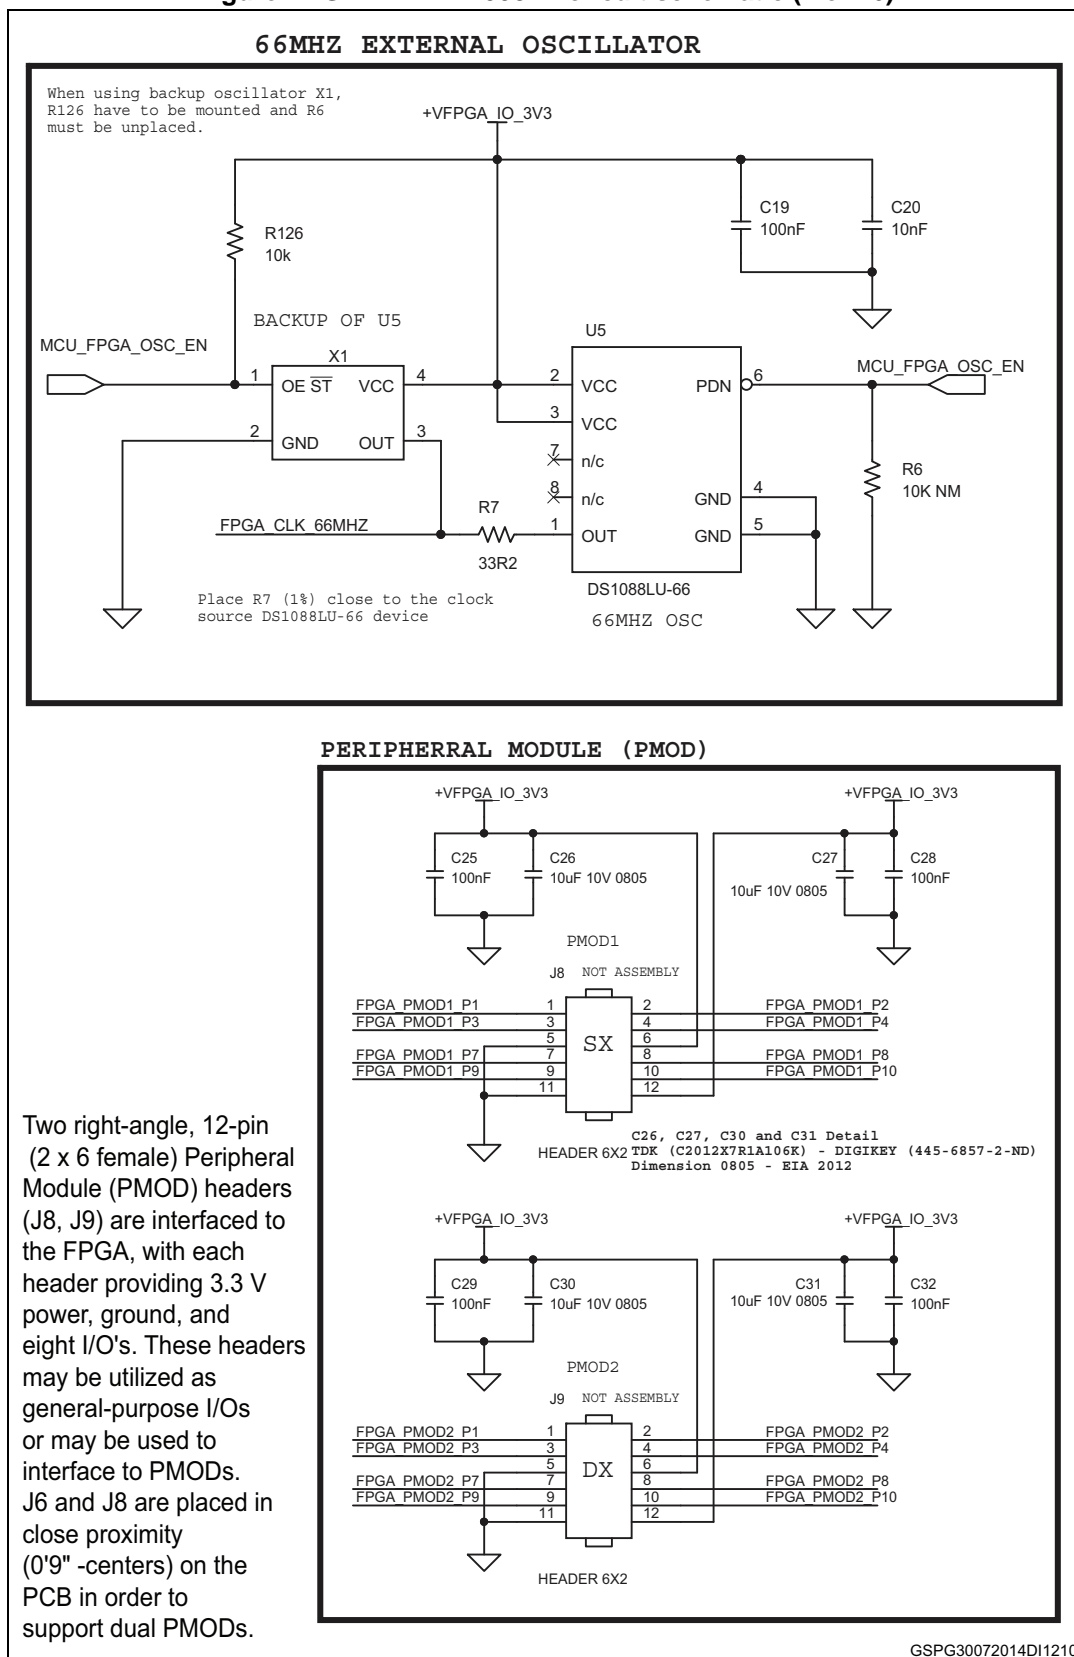 66MHZ EXTERNAL OSCILLATOR
When using backup oscillator X1,
R126 have to be mounted and R6
must be unplaced.
+VFPGA_IO_3V3
R126
10k
C19
100nF
C20
10nF
BACKUP OF U5
MCU_FPGA_OSC_EN
X1
1
OE ST
VCC
4
2
GND
OUT
3
U5
2
VCC
3
VCC
7
n/c
8
n/c
1
OUT
PDN
6
GND
4
GND
5
MCU_FPGA_OSC_EN
R6
10K NM
R7
33R2
FPGA_CLK_66MHZ
DS1088LU-66
66MHZ OSC
Place R7 (1%) close to the clock
source DS1088LU-66 device
PERIPHERRAL MODULE (PMOD)
+VFPGA_IO_3V3
+VFPGA_IO_3V3
C25
100nF
C26
10uF 10V 0805
C27
10uF 10V 0805
C28
100nF
PMOD1
J8 NOT ASSEMBLY
FPGA_PMOD1_P1 1 2 FPGA_PMOD1_P2
FPGA_PMOD1_P3 3 4 FPGA_PMOD1_P4
5 6
SX
FPGA_PMOD1_P7 7 8 FPGA_PMOD1_P8
FPGA_PMOD1_P9 9 10 FPGA_PMOD1_P10
11 12
HEADER 6X2
C26, C27, C30 and C31 Detail
TDK (C2012X7R1A106K) - DIGIKEY (445-6857-2-ND)
Dimension 0805 - EIA 2012
+VFPGA_IO_3V3
+VFPGA_IO_3V3
C29
100nF
C30
10uF 10V 0805
C31
10uF 10V 0805
C32
100nF
PMOD2
J9 NOT ASSEMBLY
FPGA_PMOD2_P1 1 2 FPGA_PMOD2_P2
FPGA_PMOD2_P3 3 4 FPGA_PMOD2_P4
5 6
DX
FPGA_PMOD2_P7 7 8 FPGA_PMOD2_P8
FPGA_PMOD2_P9 9 10 FPGA_PMOD2_P10
11 12
HEADER 6X2
Two right-angle, 12-pin
(2 x 6 female) Peripheral
Module (PMOD) headers
(J8, J9) are interfaced to
the FPGA, with each
header providing 3.3 V
power, ground, and
eight I/O's. These headers
may be utilized as
general-purpose I/Os
or may be used to
interface to PMODs.
J6 and J8 are placed in
close proximity
(0'9" -centers) on the
PCB in order to
support dual PMODs.
GSPG30072014DI1210